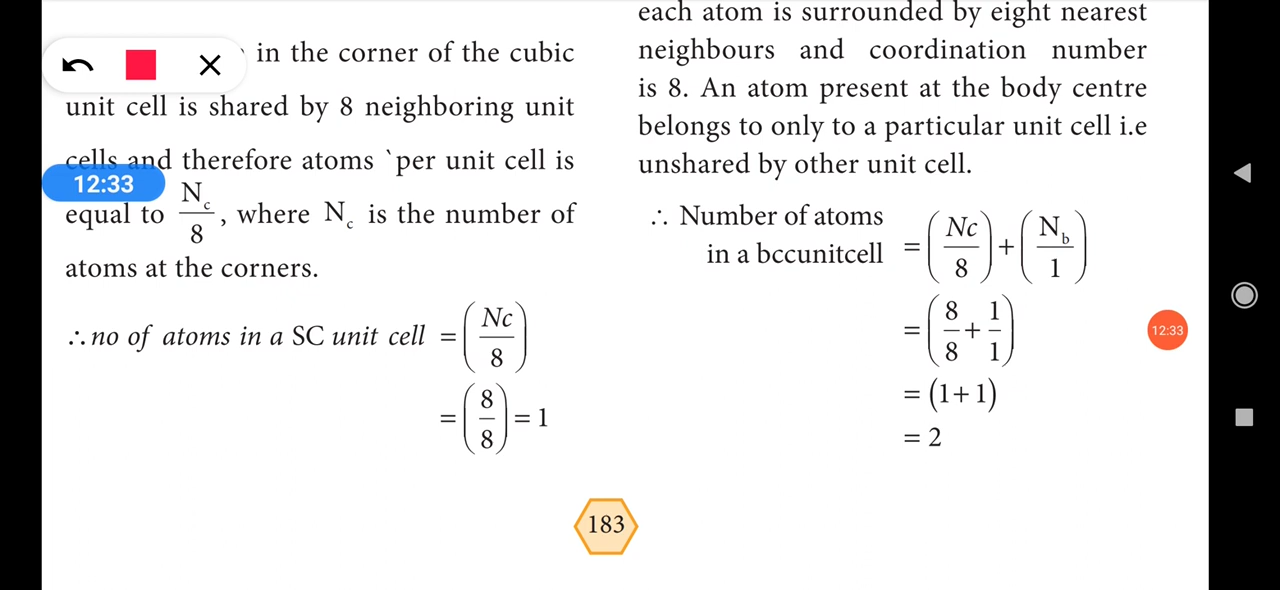 in the corner of the cubic
unit cell is shared by 8 neighboring unit
cells and therefore atoms `per unit cell is
12:33
equal to N_c/8, where N_c is the number of
atoms at the corners.
∴ no of atoms in a SC unit cell = (Nc/8)
= (8/8) = 1
each atom is surrounded by eight nearest
neighbours and coordination number
is 8. An atom present at the body centre
belongs to only to a particular unit cell i.e
unshared by other unit cell.
∴ Number of atoms
in a bccunitcell = (Nc/8) + (N_b/1)
= (8/8 + 1/1)
= (1+1)
= 2
12:33
183